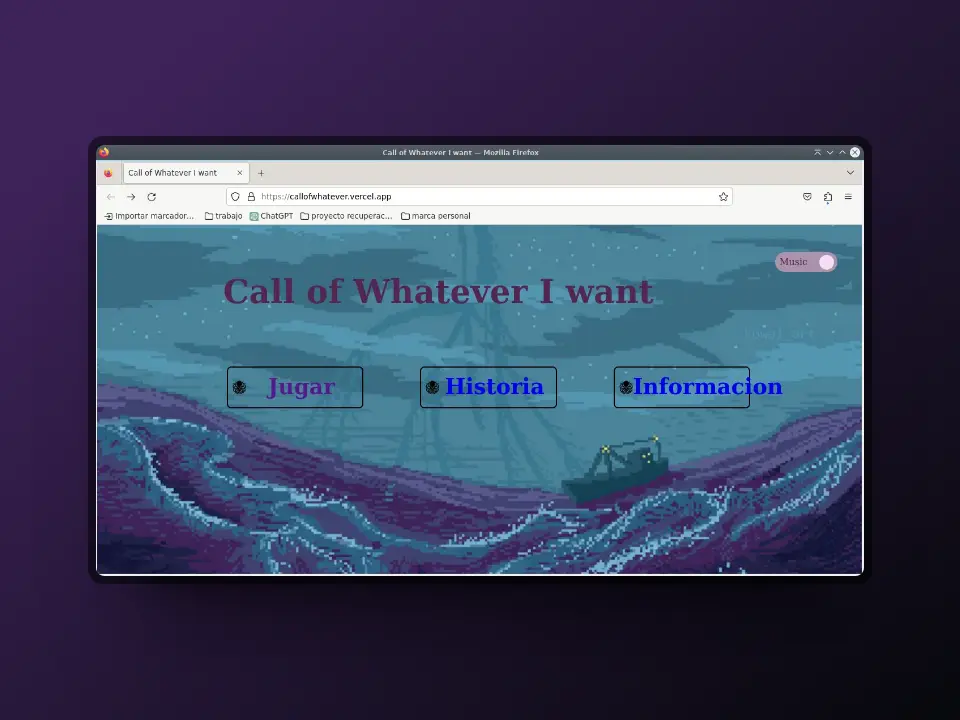 Call of Whatever I want — Mozilla Firefox
Call of Whatever I want
https://callofwhatever.vercel.app
Importar marcador... trabajo ChatGPT proyecto recuperac... marca personal
Music
Call of Whatever I want
Jugar Historia Informacion